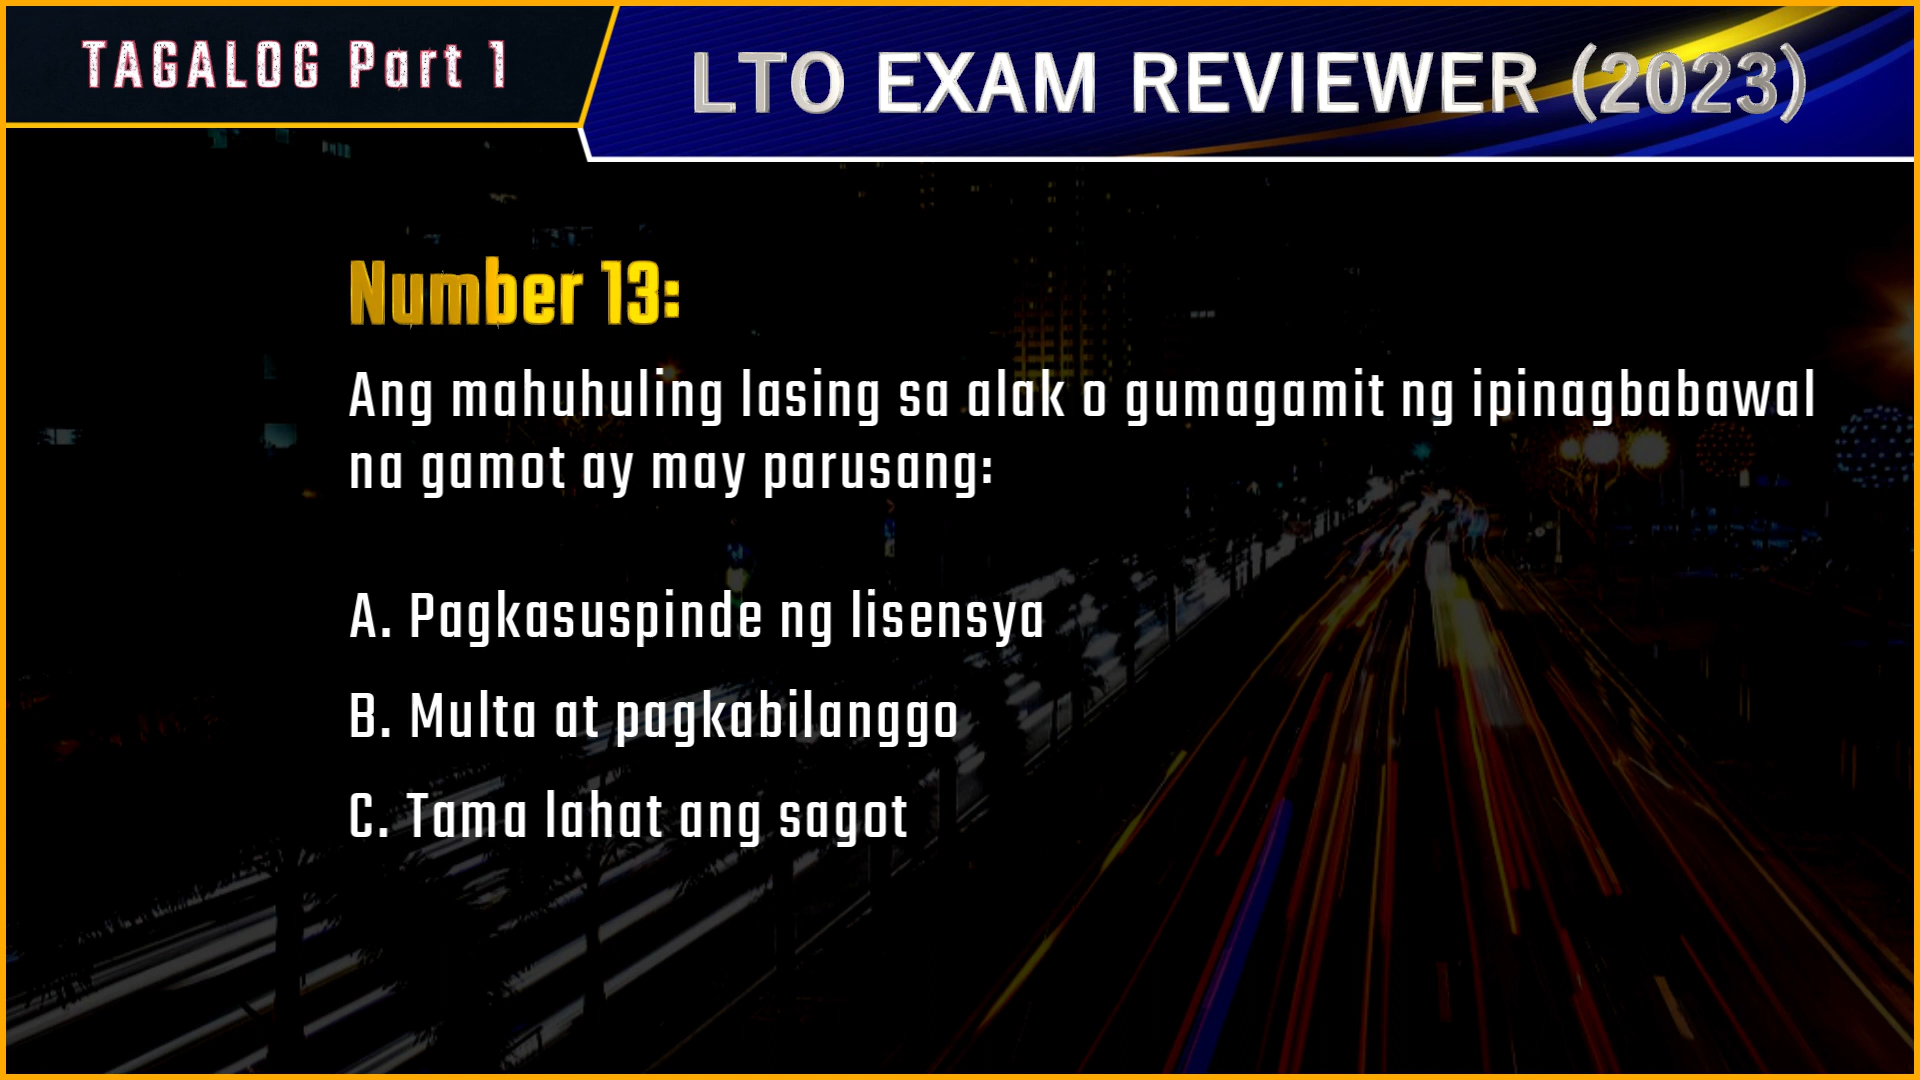 TAGALOG Part 1
LTO EXAM REVIEWER (2023)
Number 13:
Ang mahuhuling lasing sa alak o gumagamit ng ipinagbabawal
na gamot ay may parusang:
A. Pagkasuspinde ng lisensya
B. Multa at pagkabilanggo
C. Tama lahat ang sagot